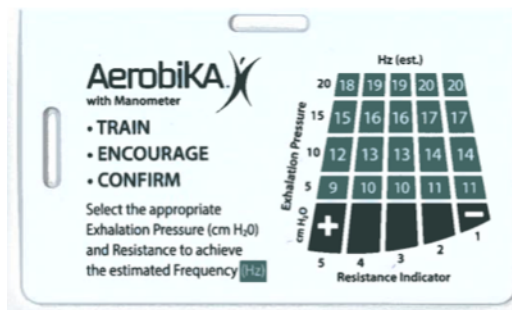 AerobiKA
with Manometer
• TRAIN
• ENCOURAGE
• CONFIRM
Select the appropriate
Exhalation Pressure (cm H₂0)
and Resistance to achieve
the estimated Frequency (Hz)
Hz (est.)
20 18 19 19 20 20
15 15 16 16 17 17
10 12 13 13 14 14
5 9 10 10 11 11
Exhalation Pressure
cm H₂O
+ −
5 4 3 2 1
Resistance Indicator